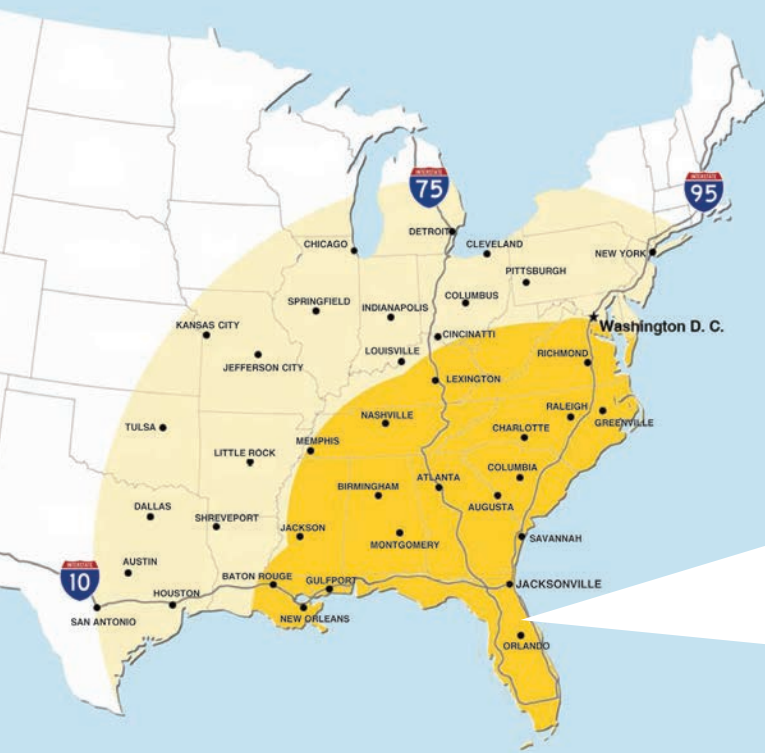 INTERSTATE
75
INTERSTATE
95
DETROIT
CHICAGO
CLEVELAND
NEW YORK
PITTSBURGH
COLUMBUS
SPRINGFIELD
INDIANAPOLIS
KANSAS CITY
Washington D. C.
CINCINATTI
LOUISVILLE
RICHMOND
JEFFERSON CITY
LEXINGTON
RALEIGH
NASHVILLE
GREENVILLE
TULSA
CHARLOTTE
MEMPHIS
LITTLE ROCK
COLUMBIA
ATLANTA
BIRMINGHAM
DALLAS
AUGUSTA
SHREVEPORT
JACKSON
SAVANNAH
MONTGOMERY
AUSTIN
INTERSTATE
10
BATON ROUGE
GULFPORT
JACKSONVILLE
HOUSTON
SAN ANTONIO
NEW ORLEANS
ORLANDO